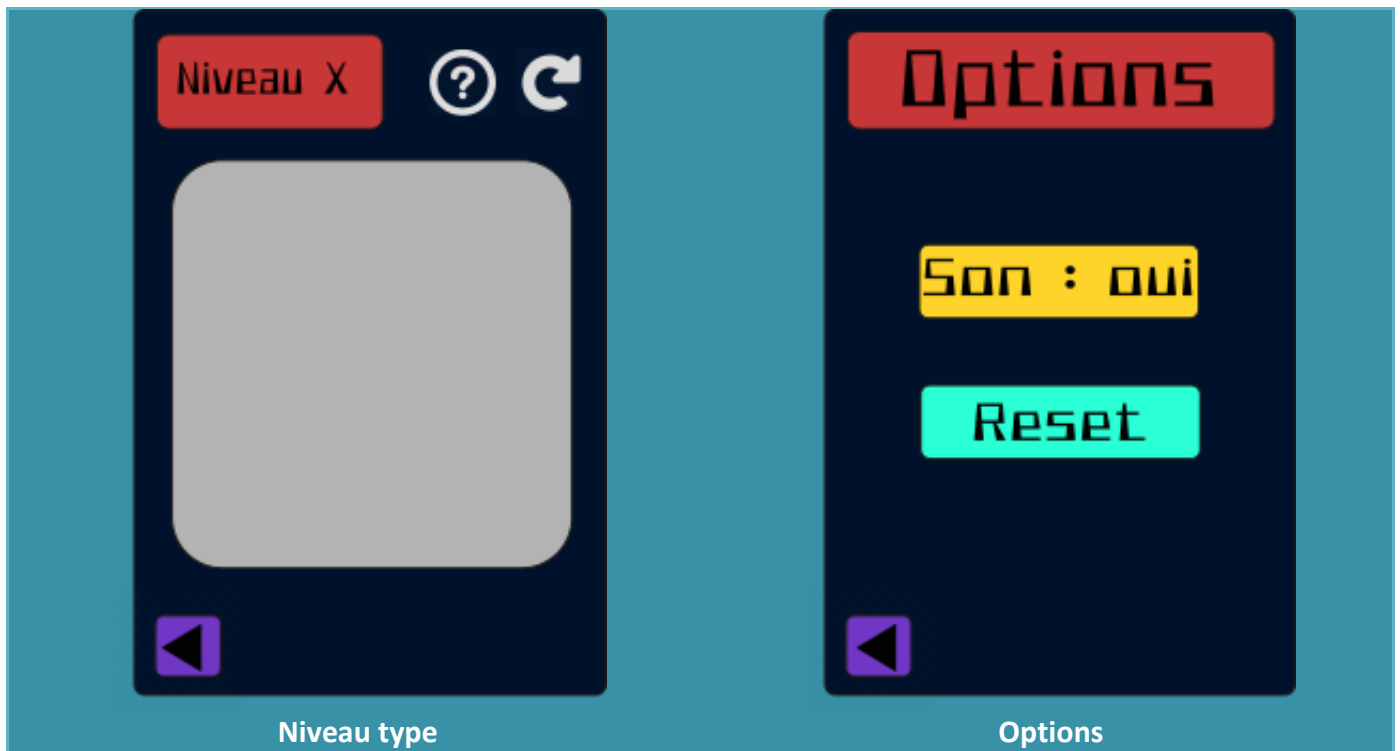 Niveau X
?
Niveau type
Options
Son : oui
Reset
Options